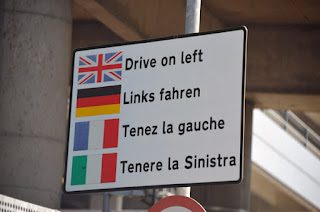 Drive on left
Links fahren
Tenez la gauche
Tenere la Sinistra